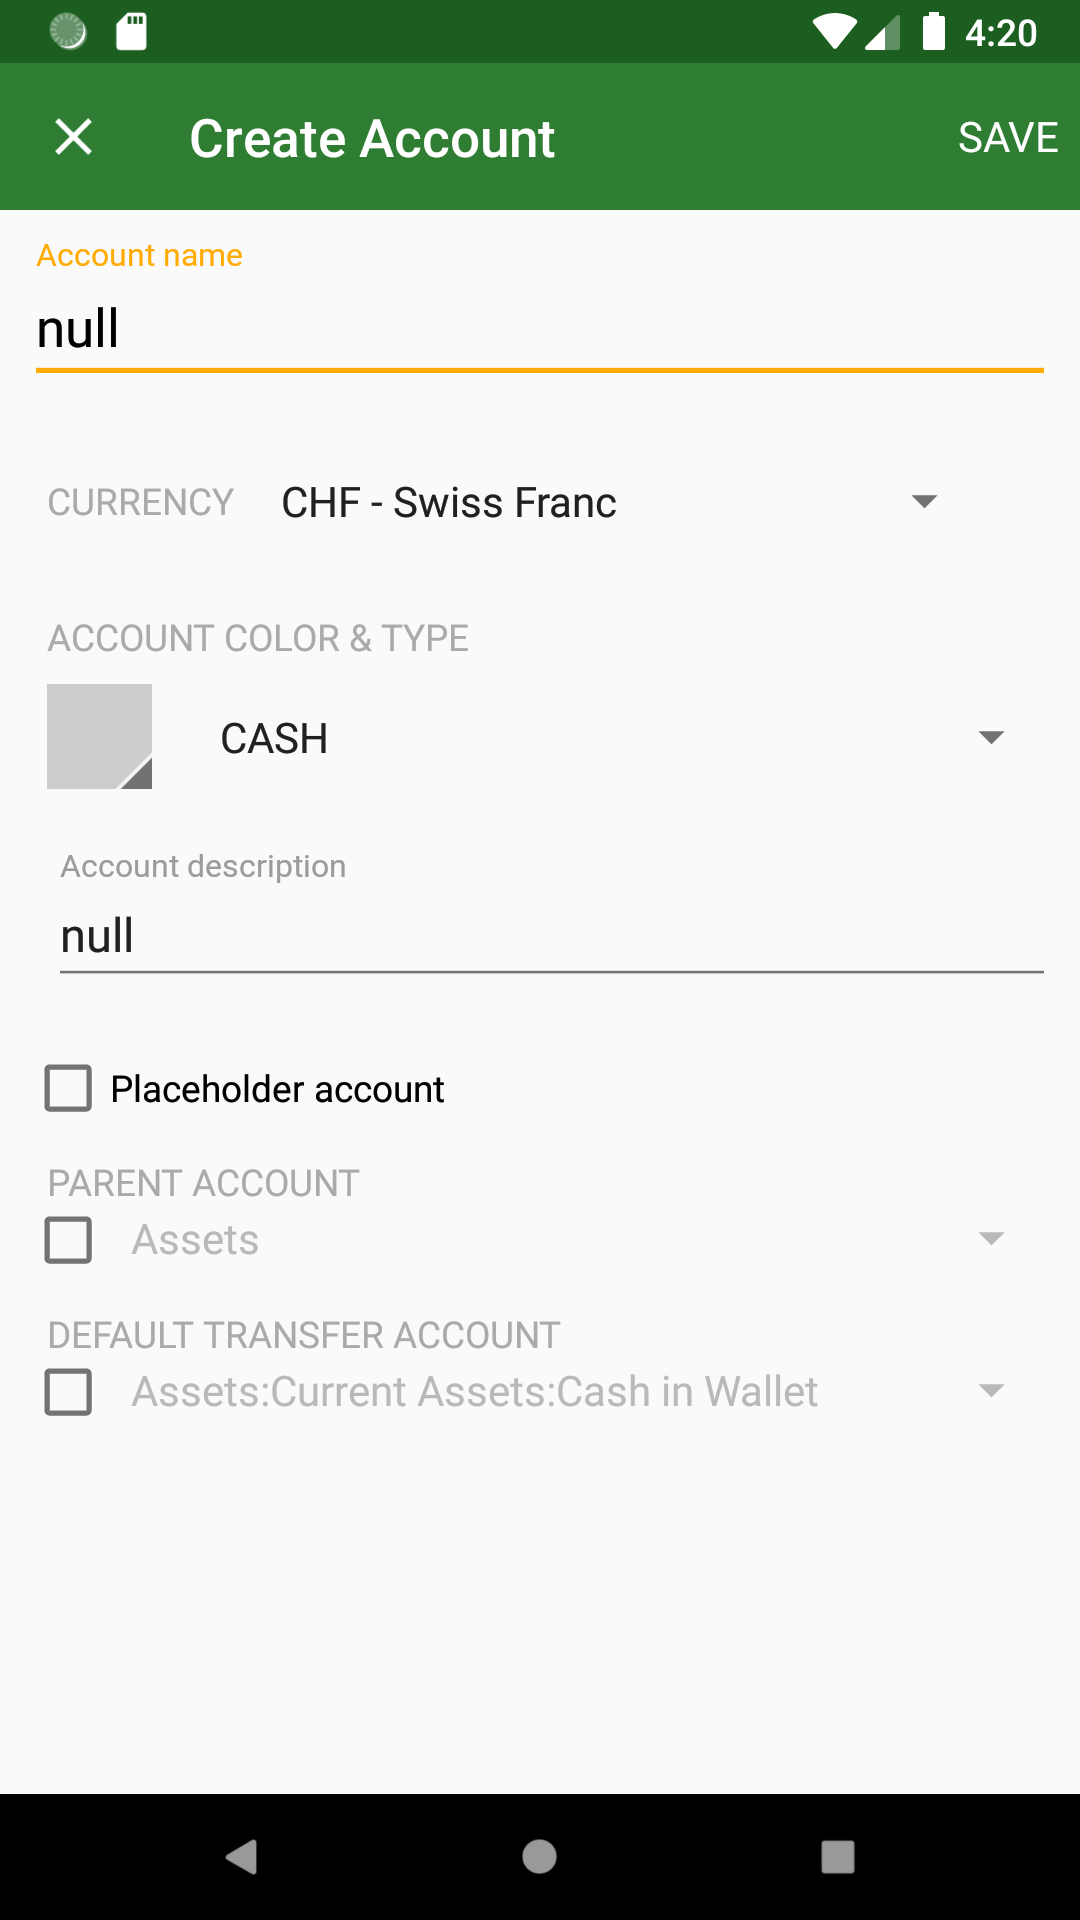 4:20
Create Account
SAVE
Account name
null
CURRENCY
CHF - Swiss Franc
ACCOUNT COLOR & TYPE
CASH
Account description
null
Placeholder account
PARENT ACCOUNT
Assets
DEFAULT TRANSFER ACCOUNT
Assets:Current Assets:Cash in Wallet